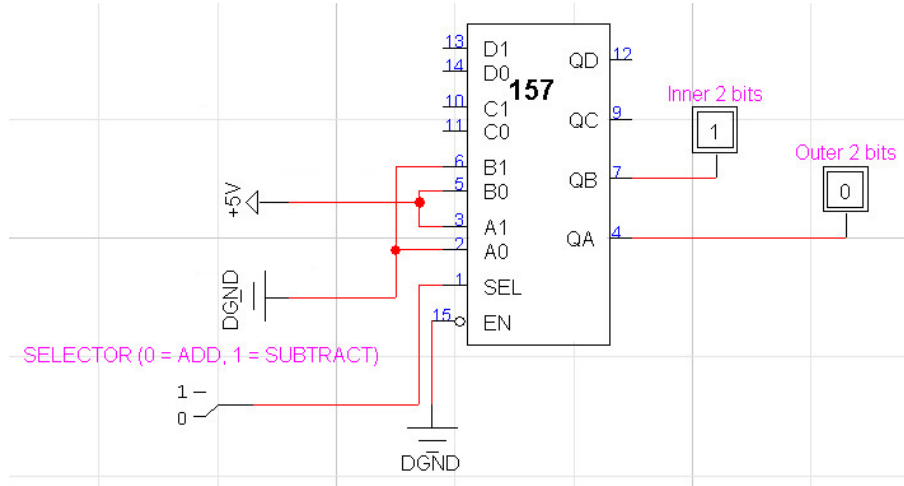 13 D1
14 D0
157
QD 12
10 C1
11 C0
QC 9
Inner 2 bits
1
6 B1
5 B0
QB 7
Outer 2 bits
0
+5V
3 A1
2 A0
QA 4
DGND
1 SEL
15 EN
SELECTOR (0 = ADD, 1 = SUBTRACT)
1
0
DGND